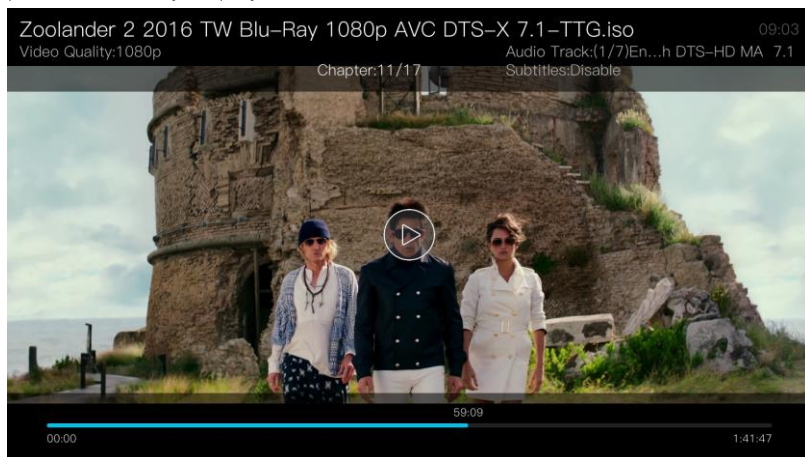 Zoolander 2 2016 TW Blu-Ray 1080p AVC DTS-X 7.1-TTG.iso 09:03
Video Quality:1080p Audio Track:(1/7)En...h DTS-HD MA 7.1
Chapter:11/17 Subtitles:Disable
59:09
00:00 1:41:47